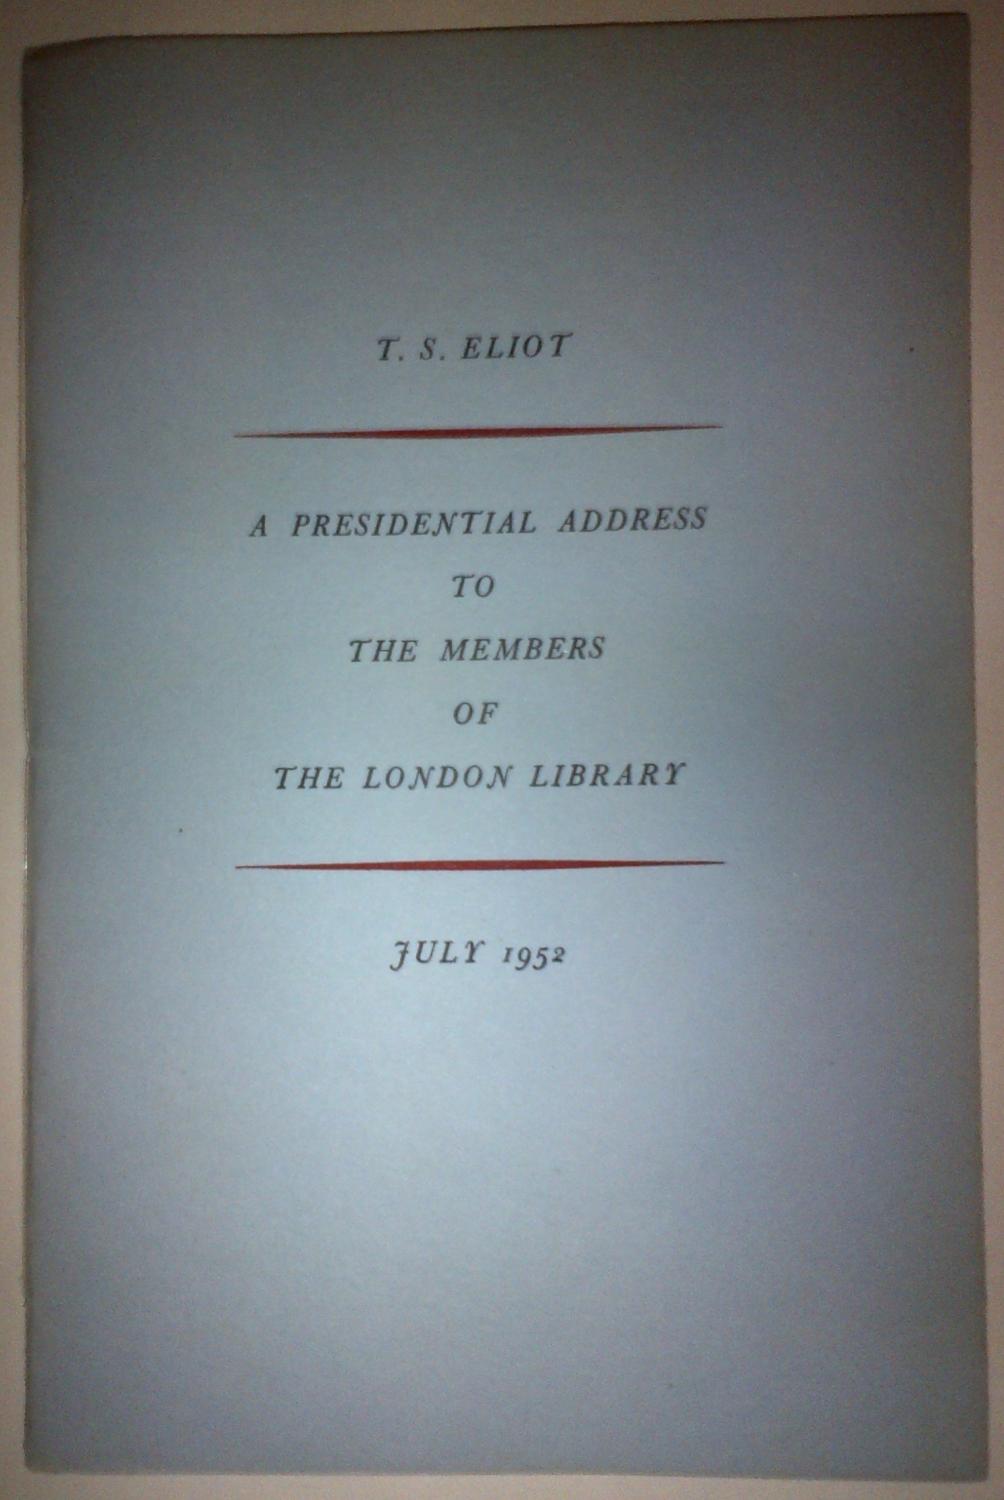 T. S. ELIOT
A PRESIDENTIAL ADDRESS
TO
THE MEMBERS
OF
THE LONDON LIBRARY
JULY 1952